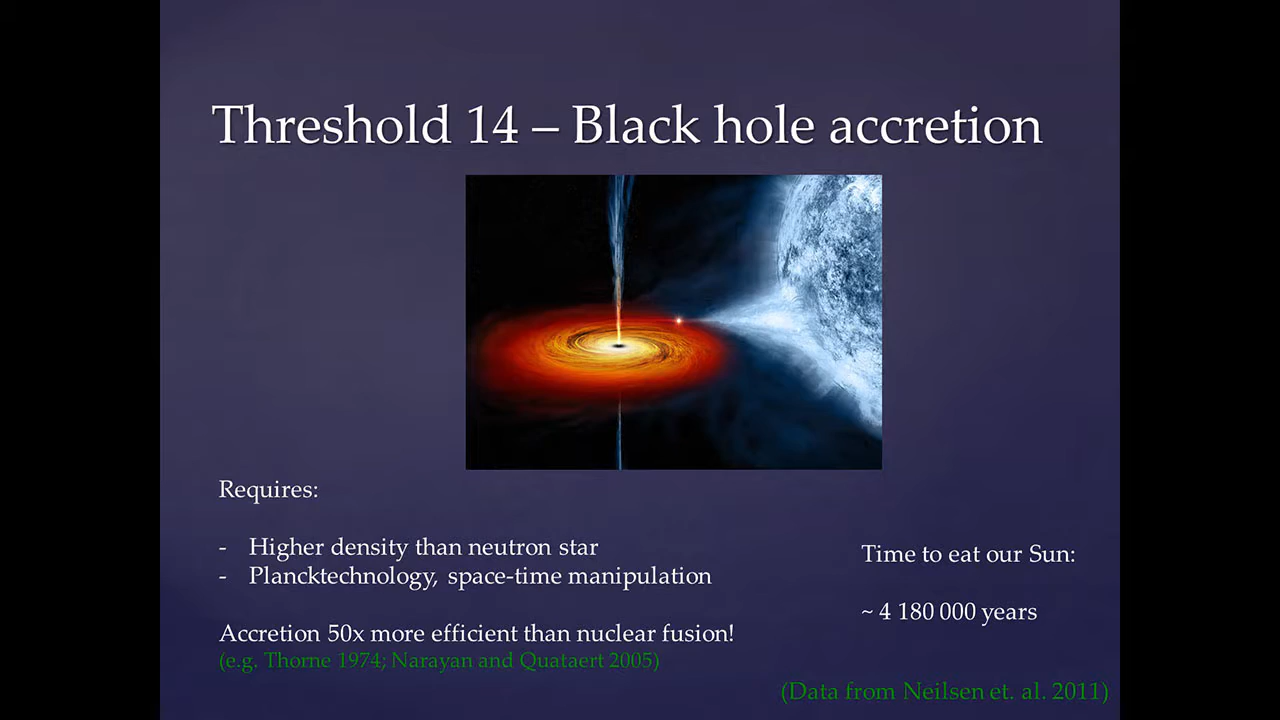 Threshold 14 – Black hole accretion
Requires:
- Higher density than neutron star
- Plancktechnology, space-time manipulation
Accretion 50x more efficient than nuclear fusion!
(e.g. Thorne 1974; Narayan and Quataert 2005)
Time to eat our Sun:
~ 4 180 000 years
(Data from Neilsen et. al. 2011)